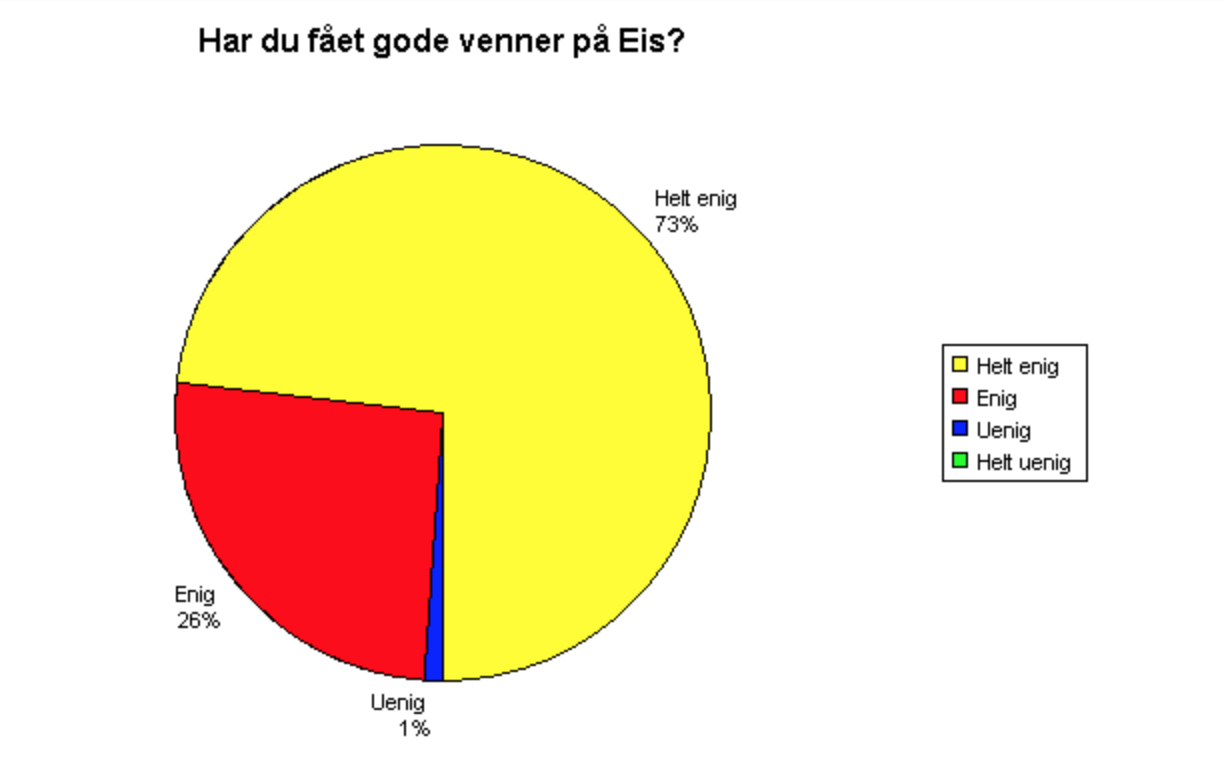 Har du fået gode venner på Eis?
Helt enig
73%
Helt enig
Enig
Uenig
Helt uenig
Enig
26%
Uenig
1%